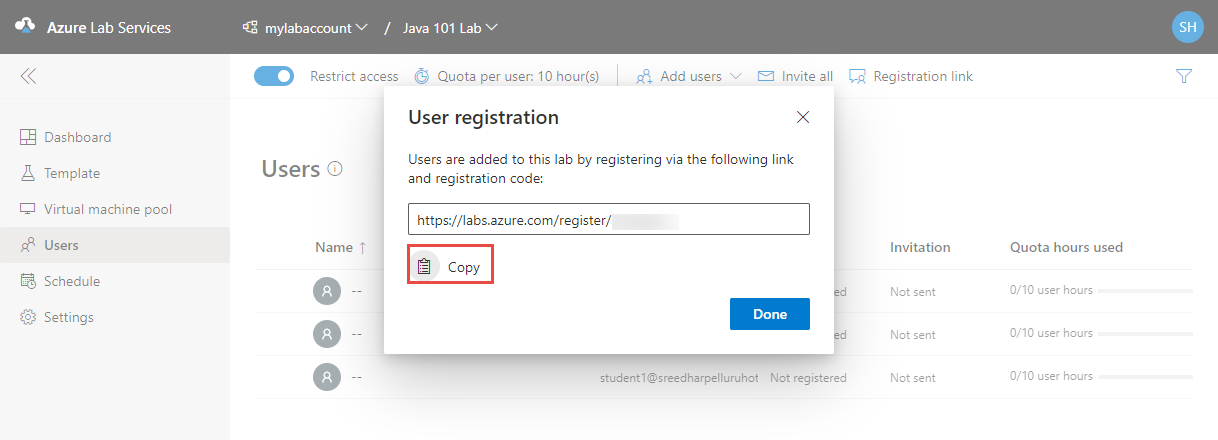 Azure Lab Services
mylabaccount / Java 101 Lab
SH
Restrict access
Quota per user: 10 hour(s)
Add users
Invite all
Registration link
Dashboard
Template
Virtual machine pool
Users
Schedule
Settings
Users
User registration
Users are added to this lab by registering via the following link
and registration code:
https://labs.azure.com/register/
Copy
Done
Name ↑ Invitation Quota hours used
-- Not sent 0/10 user hours
-- Not sent 0/10 user hours
-- student1@sreedharpelluruhot Not registered Not sent 0/10 user hours